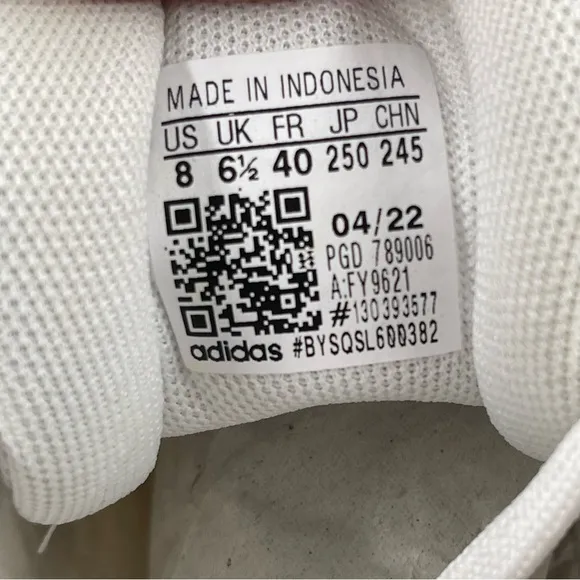 MADE IN INDONESIA
US UK FR JP CHN
8 6½ 40 250 245
04/22
PGD 789006
A:FY9621
#130393577
adidas #BYSQSL600382